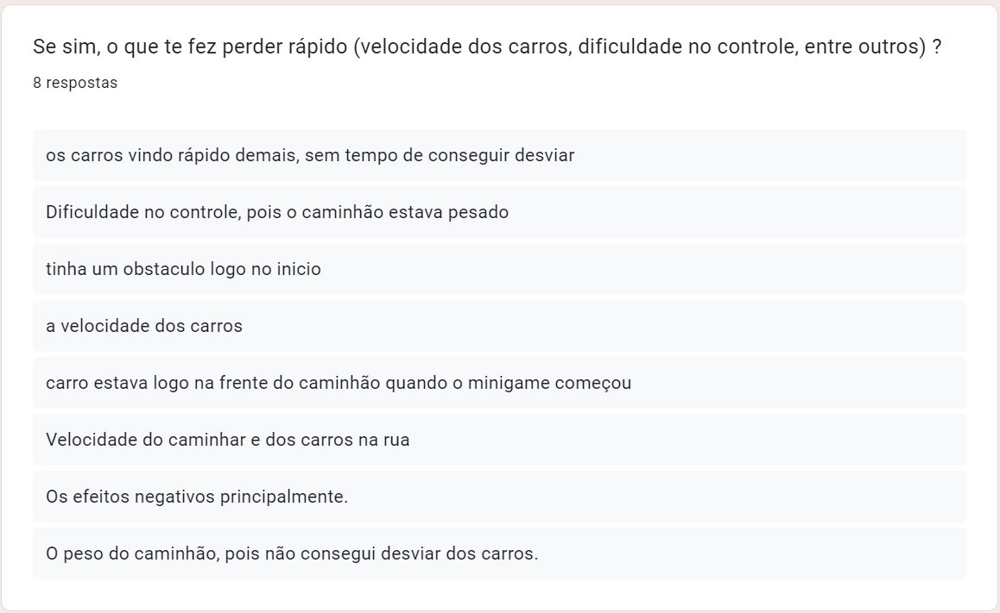 Se sim, o que te fez perder rápido (velocidade dos carros, dificuldade no controle, entre outros) ?
8 respostas
os carros vindo rápido demais, sem tempo de conseguir desviar
Dificuldade no controle, pois o caminhão estava pesado
tinha um obstaculo logo no inicio
a velocidade dos carros
carro estava logo na frente do caminhão quando o minigame começou
Velocidade do caminhar e dos carros na rua
Os efeitos negativos principalmente.
O peso do caminhão, pois não consegui desviar dos carros.